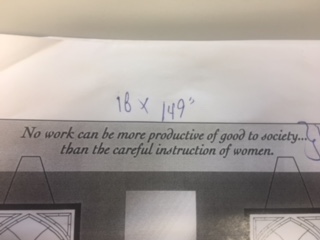 18 x 149"
No work can be more productive of good to society...
than the careful instruction of women.